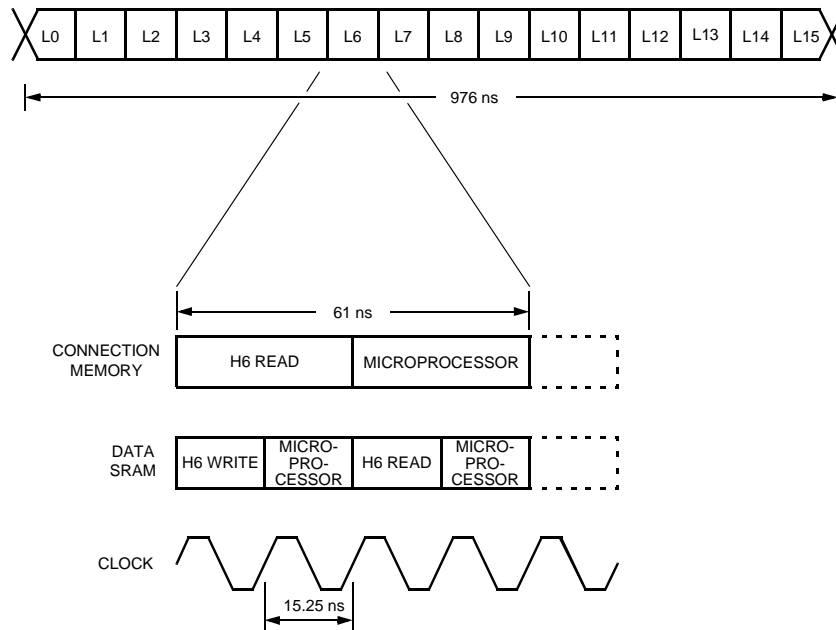 L0 L1 L2 L3 L4 L5 L6 L7 L8 L9 L10 L11 L12 L13 L14 L15
976 ns
61 ns
CONNECTION
MEMORY
H6 READ
MICROPROCESSOR
DATA
SRAM
H6 WRITE
MICRO-
PRO-
CESSOR
H6 READ
MICRO-
PRO-
CESSOR
CLOCK
15.25 ns